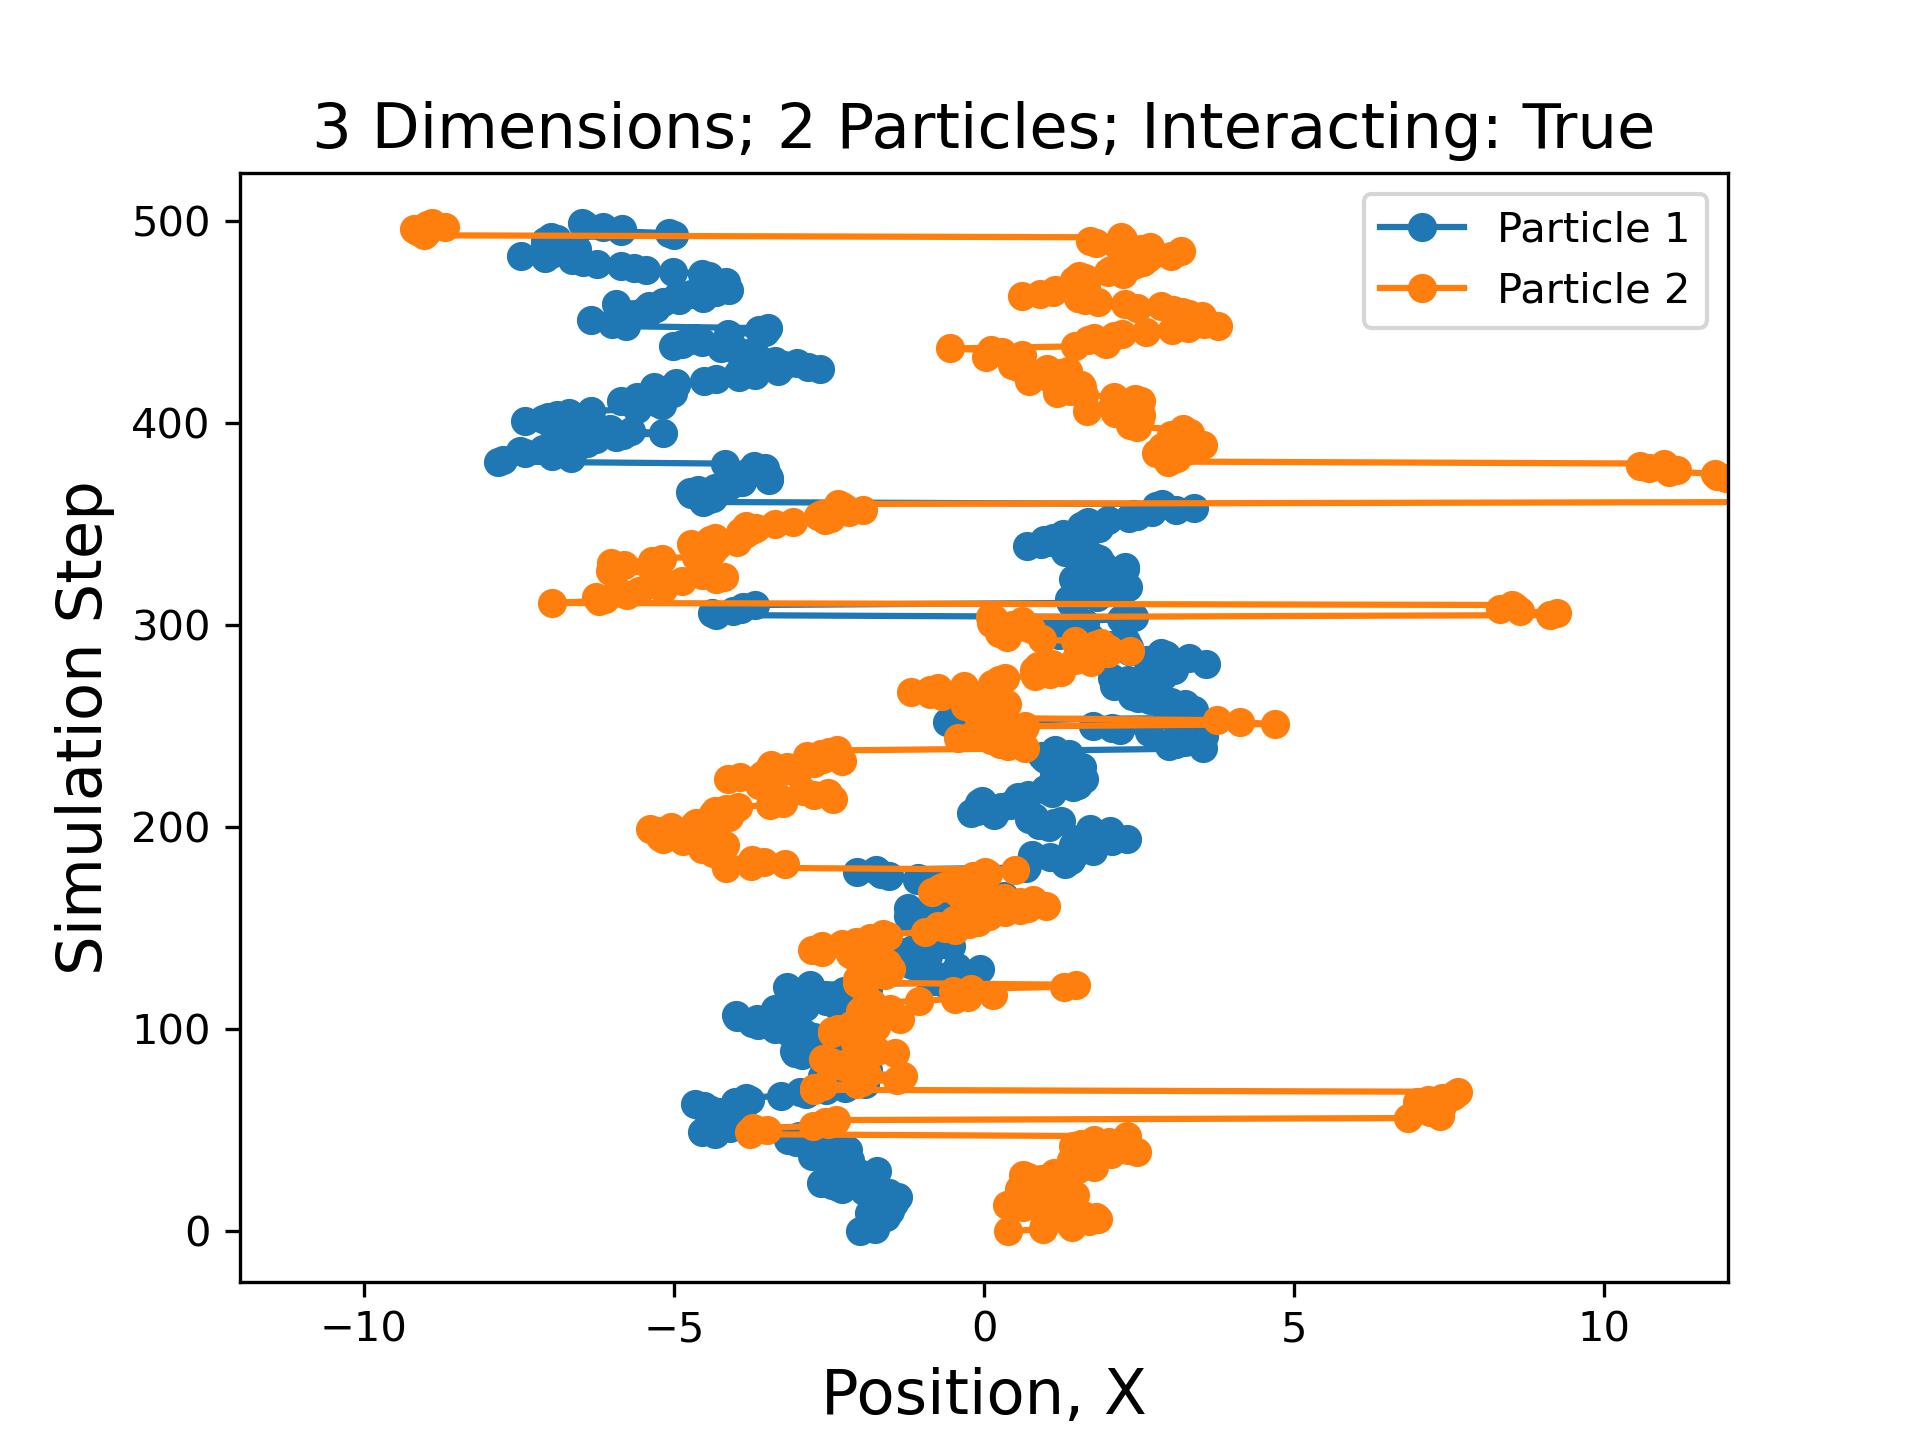 3 Dimensions; 2 Particles; Interacting: True
Particle 1
Particle 2
Simulation Step
500
400
300
200
100
0
−10
−5
0
5
10
Position, X